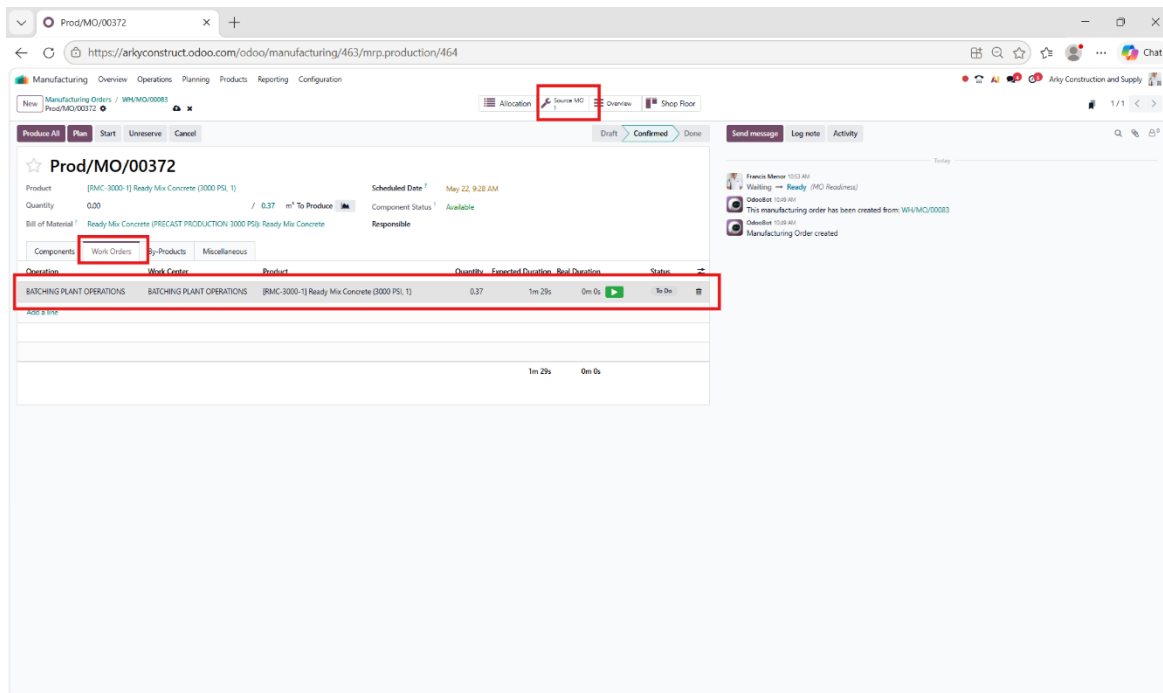 Prod/MO/00372
https://arkyconstruct.odoo.com/odoo/manufacturing/463/mrp.production/464
Chat
Manufacturing Overview Operations Planning Products Reporting Configuration
Arky Construction and Supply
New Manufacturing Orders / WH/MO/00083
Prod/MO/00372
Allocation Source MO 1 Overview Shop Floor
1/1
Produce All Plan Start Unreserve Cancel
Draft Confirmed Done
Send message Log note Activity
Prod/MO/00372
Product [RMC-3000-1] Ready Mix Concrete (3000 PSI, 1)
Scheduled Date ? May 22, 9:28 AM
Quantity 0.00 / 0.37 m³ To Produce
Component Status ? Available
Bill of Material ? Ready Mix Concrete (PRECAST PRODUCTION 3000 PSI): Ready Mix Concrete
Responsible
Components Work Orders By-Products Miscellaneous
Operation Work Center Product Quantity Expected Duration Real Duration Status
BATCHING PLANT OPERATIONS BATCHING PLANT OPERATIONS [RMC-3000-1] Ready Mix Concrete (3000 PSI, 1) 0.37 1m 29s 0m 0s To Do
Add a line
1m 29s 0m 0s
Today
Francis Menor 10:53 AM
Waiting → Ready (MO Readiness)
OdooBot 10:49 AM
This manufacturing order has been created from: WH/MO/00083
OdooBot 10:49 AM
Manufacturing Order created